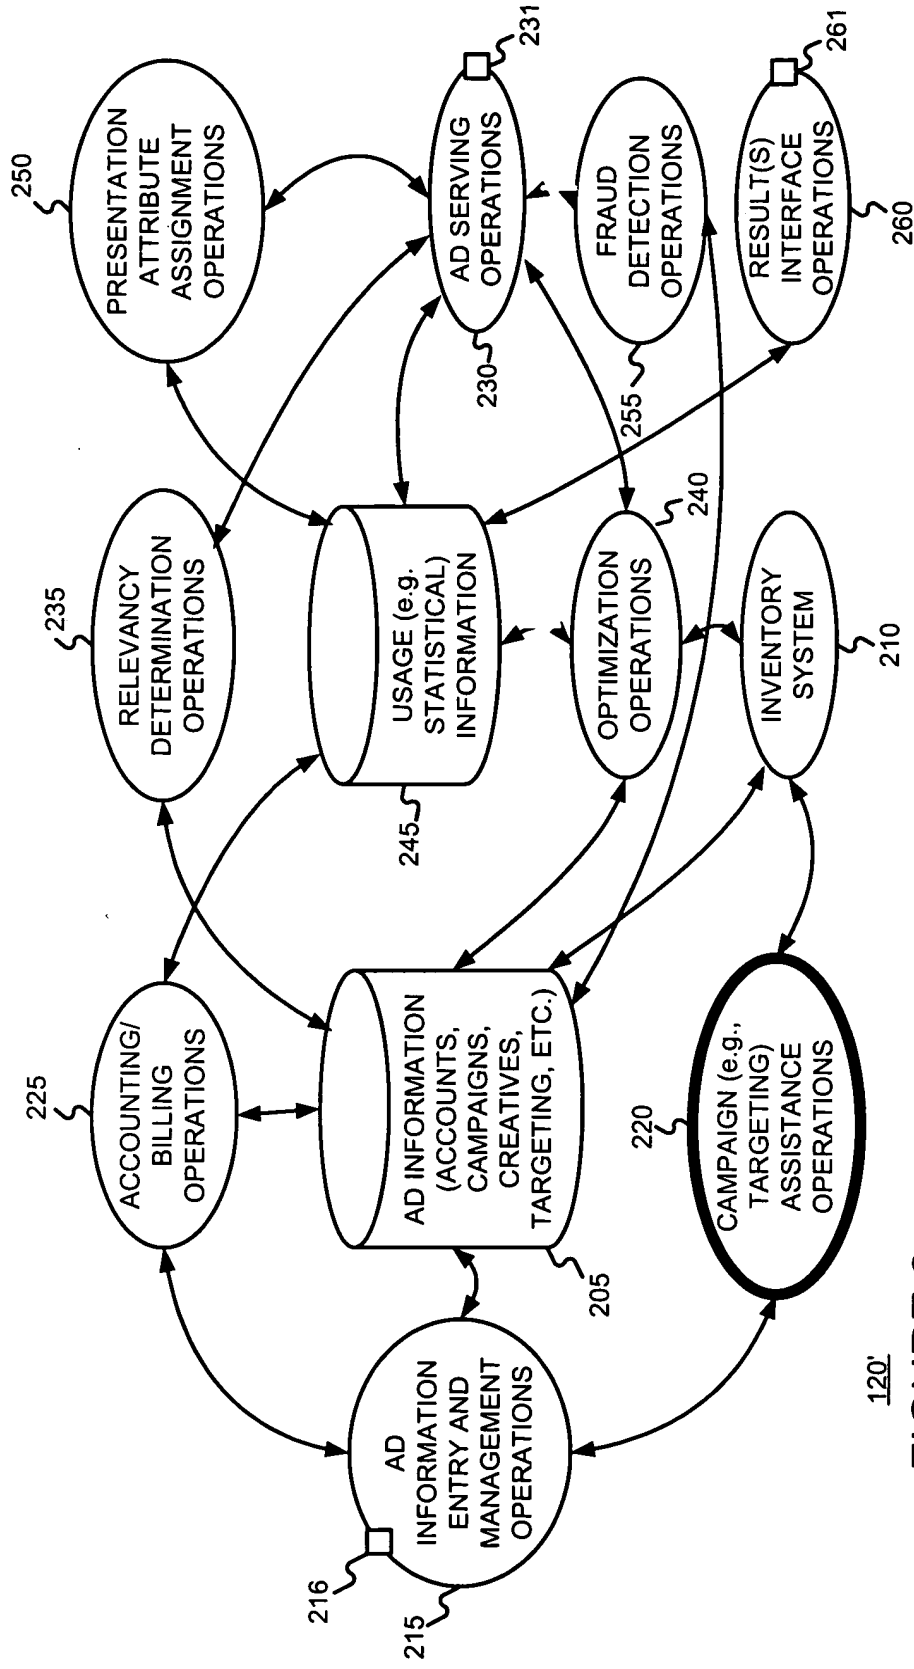 225
ACCOUNTING/
BILLING
OPERATIONS
235
RELEVANCY
DETERMINATION
OPERATIONS
250
PRESENTATION
ATTRIBUTE
ASSIGNMENT
OPERATIONS
216
215
AD
INFORMATION
ENTRY AND
MANAGEMENT
OPERATIONS
AD INFORMATION
(ACCOUNTS,
CAMPAIGNS,
CREATIVES,
TARGETING, ETC.)
205
USAGE (e.g.
STATISTICAL)
INFORMATION
245
AD SERVING
OPERATIONS
230
231
OPTIMIZATION
OPERATIONS
240
FRAUD
DETECTION
OPERATIONS
255
220
CAMPAIGN (e.g.,
TARGETING)
ASSISTANCE
OPERATIONS
INVENTORY
SYSTEM
210
RESULT(S)
INTERFACE
OPERATIONS
261
260
120'